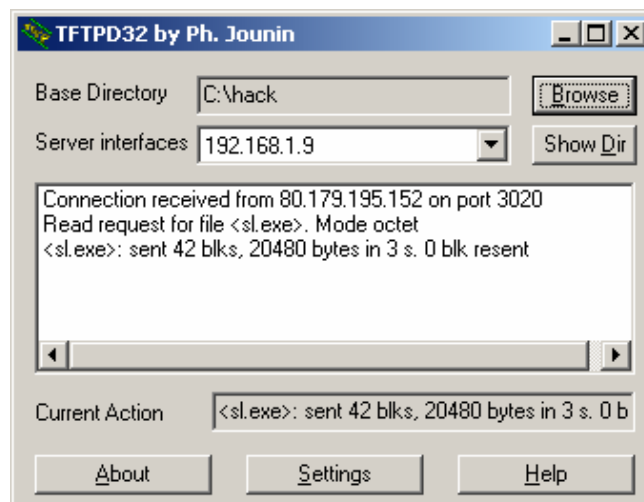 TFTPD32 by Ph. Jounin
Base Directory C:\hack Browse
Server interfaces 192.168.1.9 Show Dir
Connection received from 80.179.195.152 on port 3020
Read request for file <sl.exe>. Mode octet
<sl.exe>: sent 42 blks, 20480 bytes in 3 s. 0 blk resent
Current Action <sl.exe>: sent 42 blks, 20480 bytes in 3 s. 0 b
About Settings Help